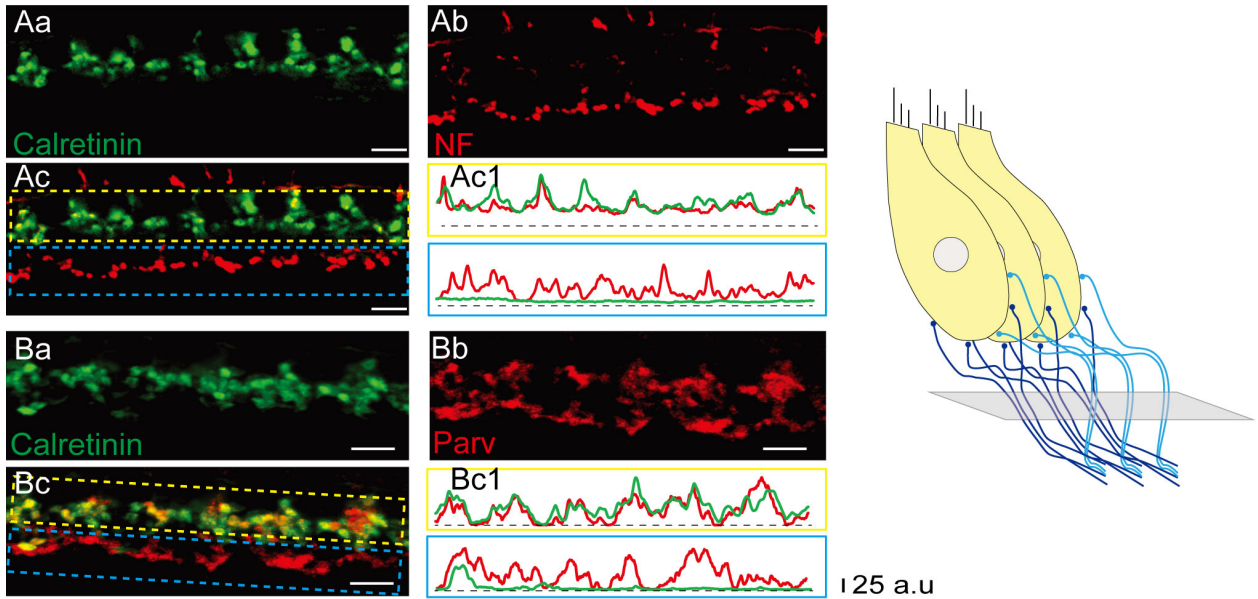 Aa
Calretinin
Ab
NF
Ac
Ac1
Ba
Calretinin
Bb
Parv
Bc
Bc1
25 a.u